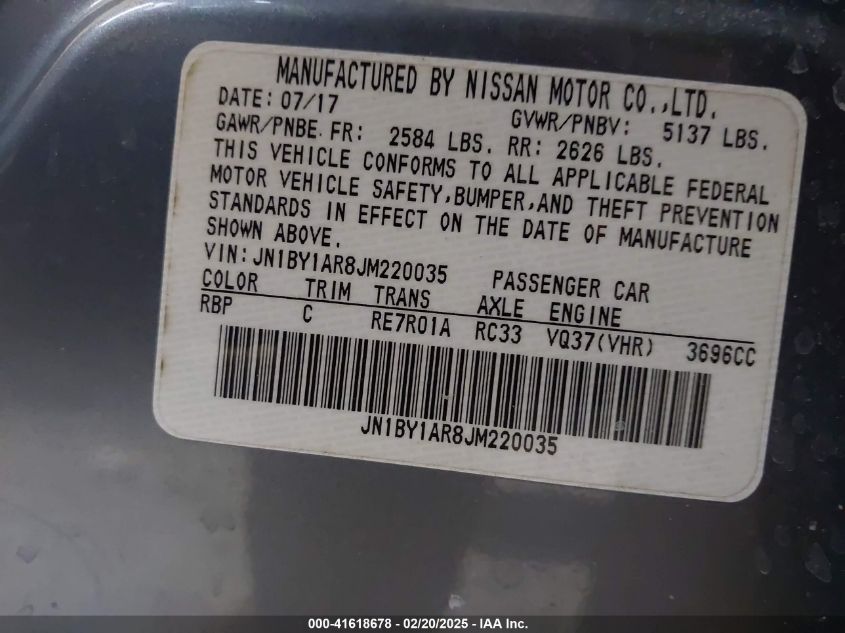 MANUFACTURED BY NISSAN MOTOR CO.,LTD.
DATE: 07/17 GVWR/PNBV: 5137 LBS.
GAWR/PNBE FR: 2584 LBS. RR: 2626 LBS.
THIS VEHICLE CONFORMS TO ALL APPLICABLE FEDERAL
MOTOR VEHICLE SAFETY,BUMPER,AND THEFT PREVENTION
STANDARDS IN EFFECT ON THE DATE OF MANUFACTURE
SHOWN ABOVE.
VIN: JN1BY1AR8JM220035 PASSENGER CAR
COLOR TRIM TRANS AXLE ENGINE
RBP C RE7R01A RC33 VQ37(VHR) 3696CC
JN1BY1AR8JM220035
000-41618678 - 02/20/2025 - IAA Inc.